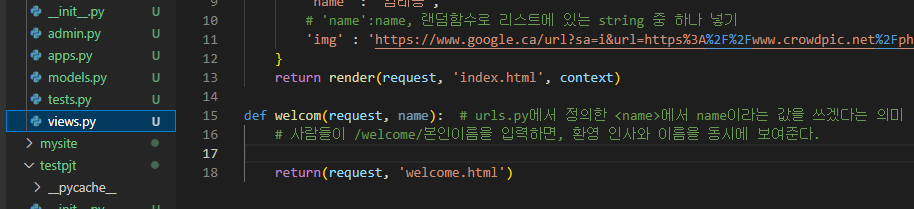 __init__.py U
admin.py U
apps.py U
models.py U
tests.py U
views.py U
mysite
testpjt
__pycache__
10 # 'name':name, 랜덤함수로 리스트에 있는 string 중 하나 넣기
11 'img' : 'https://www.google.ca/url?sa=i&url=https%3A%2F%2Fwww.crowdpic.net%2Fph
12 }
13 return render(request, 'index.html', context)
14
15 def welcom(request, name): # urls.py에서 정의한 <name>에서 name이라는 값을 쓰겠다는 의미
16 # 사람들이 /welcome/본인이름을 입력하면, 환영 인사와 이름을 동시에 보여준다.
17
18 return(request, 'welcome.html')